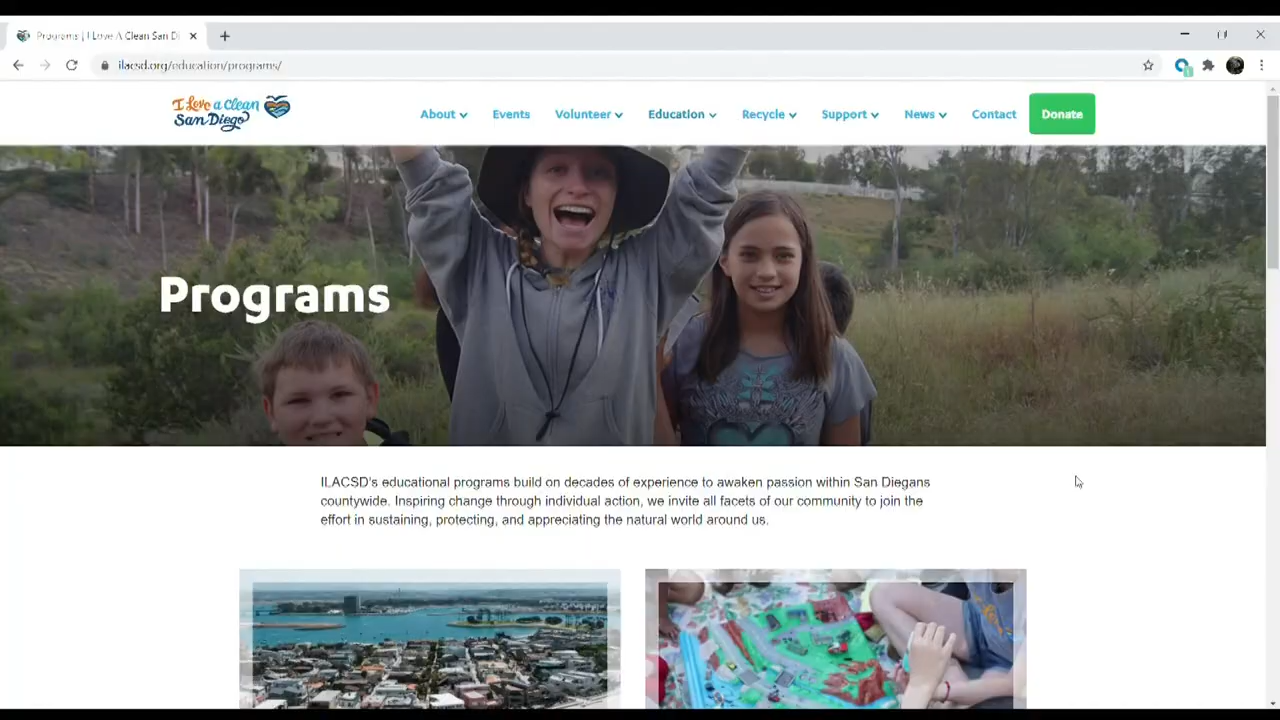 Programs | I Love A Clean San Di
ilacsd.org/education/programs/
I Love a Clean
San Diego
About
Events
Volunteer
Education
Recycle
Support
News
Contact
Donate
Programs
ILACSD's educational programs build on decades of experience to awaken passion within San Diegans
countywide. Inspiring change through individual action, we invite all facets of our community to join the
effort in sustaining, protecting, and appreciating the natural world around us.